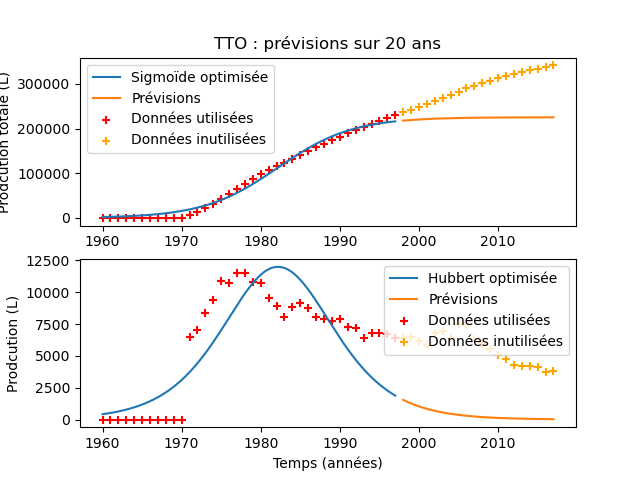 TTO : prévisions sur 20 ans
Prodcution totale (L)
300000
200000
100000
0
Sigmoïde optimisée
Prévisions
Données utilisées
Données inutilisées
1960 1970 1980 1990 2000 2010
Prodcution (L)
12500
10000
7500
5000
2500
0
Hubbert optimisée
Prévisions
Données utilisées
Données inutilisées
1960 1970 1980 1990 2000 2010
Temps (années)